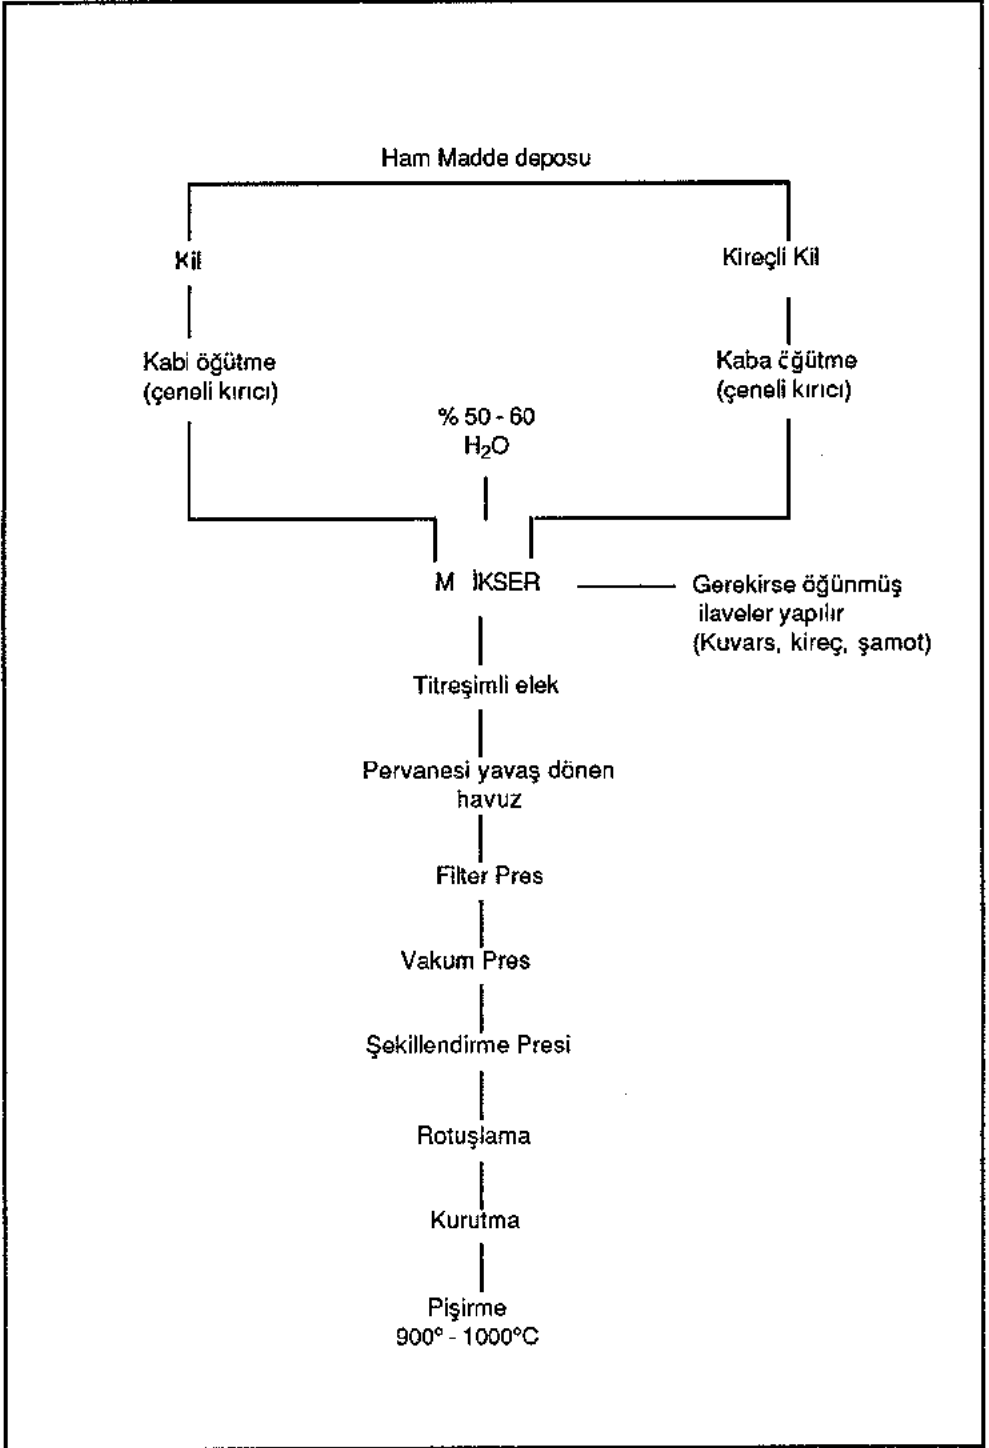 Ham Madde deposu
Kil
Kireçli Kil
Kabi öğütme
(çeneli kırıcı)
Kaba öğütme
(çeneli kırıcı)
% 50 - 60
H₂O
M İKSER
Gerekirse öğünmüş
ilaveler yapılır
(Kuvars, kireç, şamot)
Titreşimli elek
Pervanesi yavaş dönen
havuz
Filter Pres
Vakum Pres
Şekillendirme Presi
Rotuşlama
Kurutma
Pişirme
900° - 1000°C